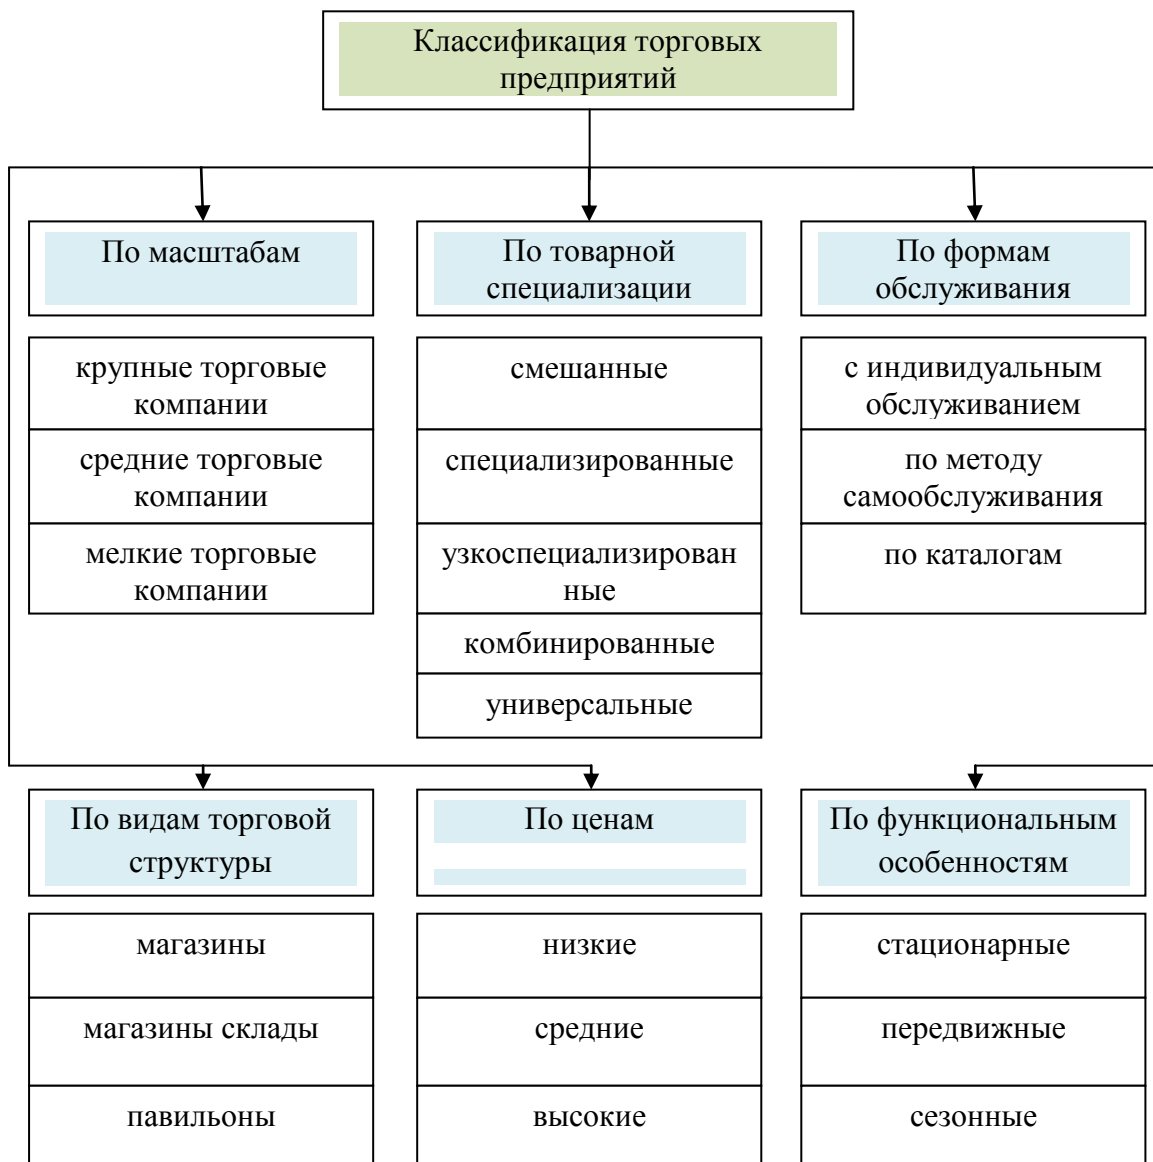 Классификация торговых
предприятий
По масштабам
По товарной
специализации
По формам
обслуживания
крупные торговые
компании
средние торговые
компании
мелкие торговые
компании
смешанные
специализированные
узкоспециализирован
ные
комбинированные
универсальные
с индивидуальным
обслуживанием
по методу
самообслуживания
по каталогам
По видам торговой
структуры
По ценам
По функциональным
особенностям
магазины
магазины склады
павильоны
низкие
средние
высокие
стационарные
передвижные
сезонные